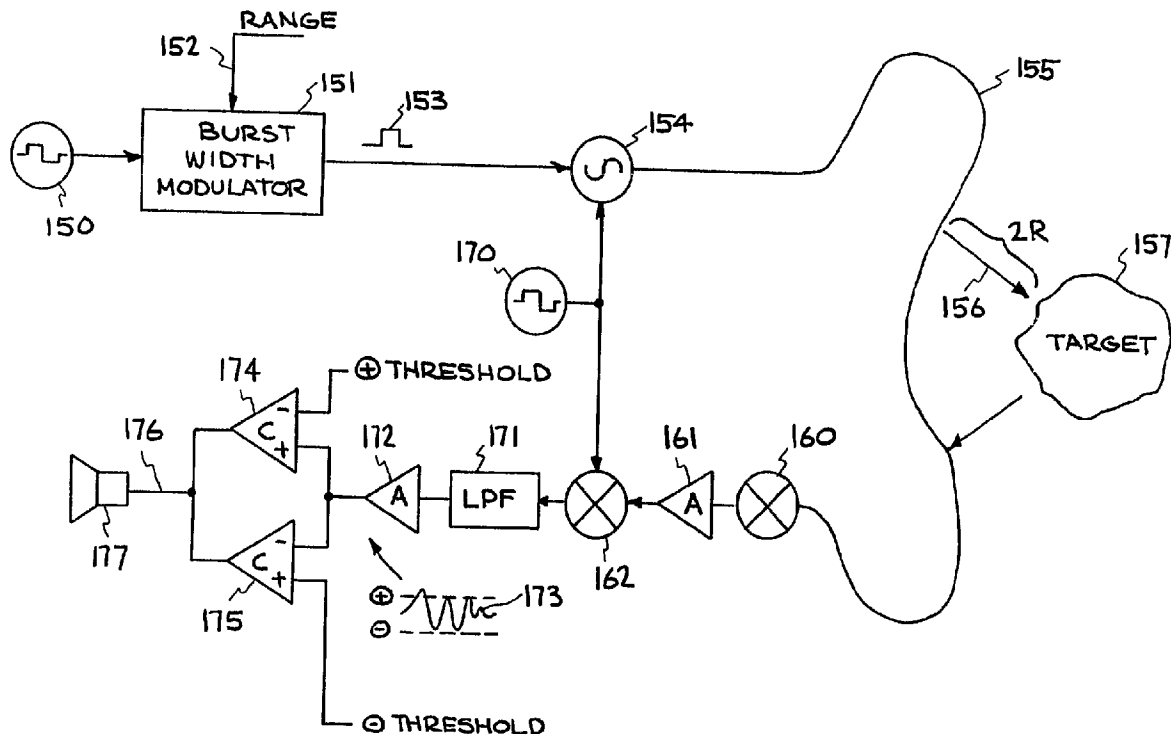 RANGE
152
151
153
BURST
WIDTH
MODULATOR
150
154
155
2R
156
157
TARGET
170
⊕ THRESHOLD
174
C
-
+
176
177
175
C
-
+
172
A
171
LPF
162
161
A
160
⊕
⊖
173
⊖ THRESHOLD